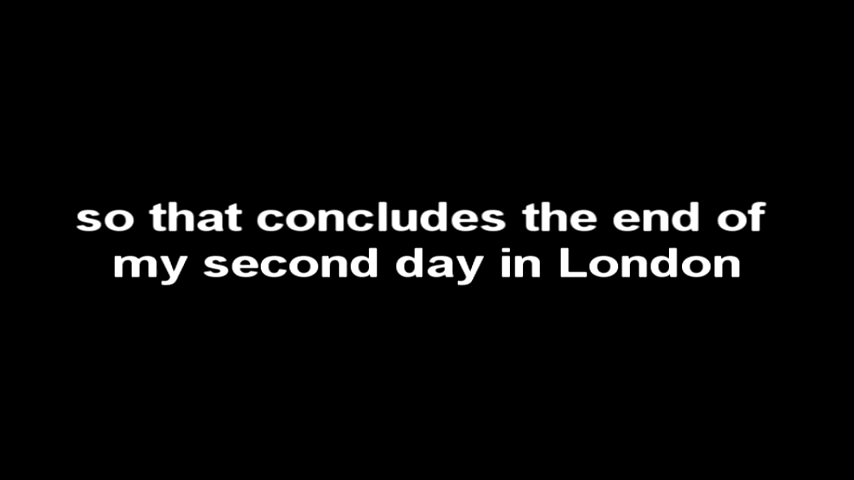 so that concludes the end of
my second day in London